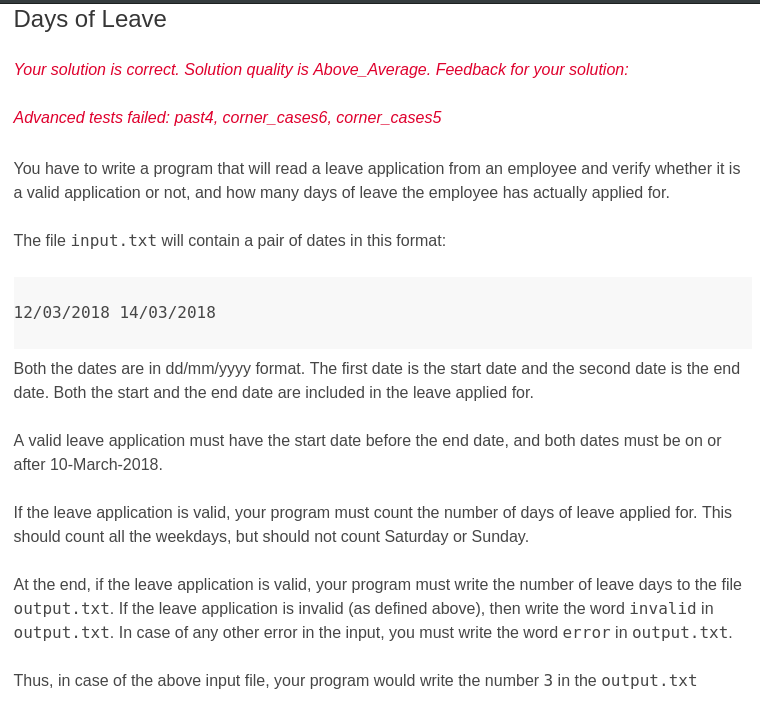 Days of Leave
Your solution is correct. Solution quality is Above_Average. Feedback for your solution:
Advanced tests failed: past4, corner_cases6, corner_cases5
You have to write a program that will read a leave application from an employee and verify whether it is
a valid application or not, and how many days of leave the employee has actually applied for.
The file input.txt will contain a pair of dates in this format:
12/03/2018 14/03/2018
Both the dates are in dd/mm/yyyy format. The first date is the start date and the second date is the end
date. Both the start and the end date are included in the leave applied for.
A valid leave application must have the start date before the end date, and both dates must be on or
after 10-March-2018.
If the leave application is valid, your program must count the number of days of leave applied for. This
should count all the weekdays, but should not count Saturday or Sunday.
At the end, if the leave application is valid, your program must write the number of leave days to the file
output.txt. If the leave application is invalid (as defined above), then write the word invalid in
output.txt. In case of any other error in the input, you must write the word error in output.txt.
Thus, in case of the above input file, your program would write the number 3 in the output.txt